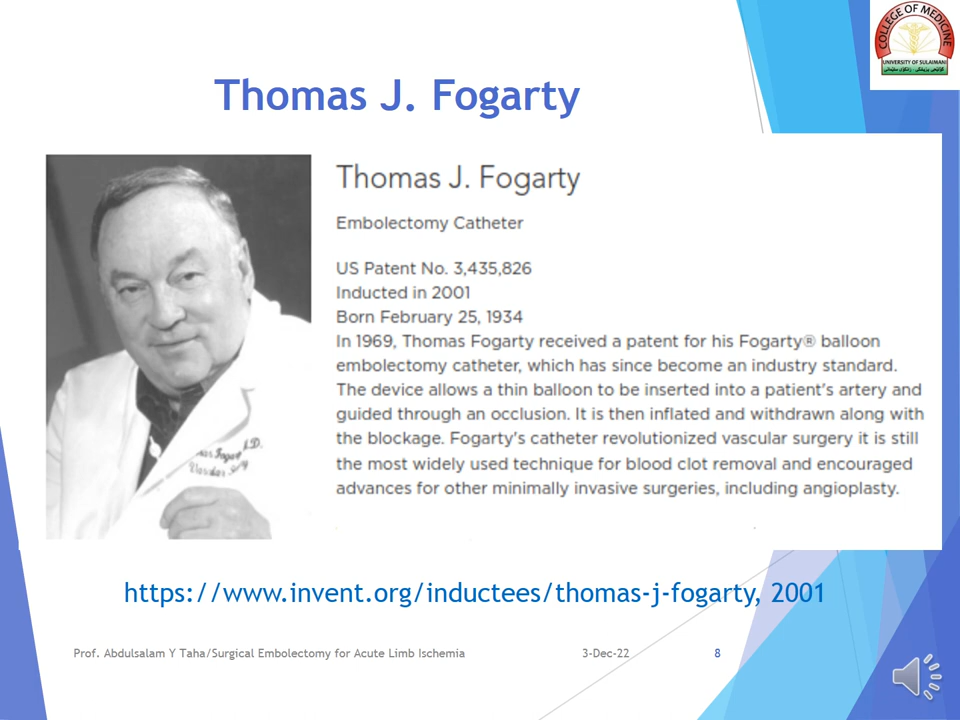 COLLEGE OF MEDICINE
UNIVERSITY OF SULAIMANI
Thomas J. Fogarty
Thomas J. Fogarty
Embolectomy Catheter
US Patent No. 3,435,826
Inducted in 2001
Born February 25, 1934
In 1969, Thomas Fogarty received a patent for his Fogarty® balloon
embolectomy catheter, which has since become an industry standard.
The device allows a thin balloon to be inserted into a patient's artery and
guided through an occlusion. It is then inflated and withdrawn along with
the blockage. Fogarty's catheter revolutionized vascular surgery it is still
the most widely used technique for blood clot removal and encouraged
advances for other minimally invasive surgeries, including angioplasty.
https://www.invent.org/inductees/thomas-j-fogarty, 2001
Prof. Abdulsalam Y Taha/Surgical Embolectomy for Acute Limb Ischemia
3-Dec-22
8